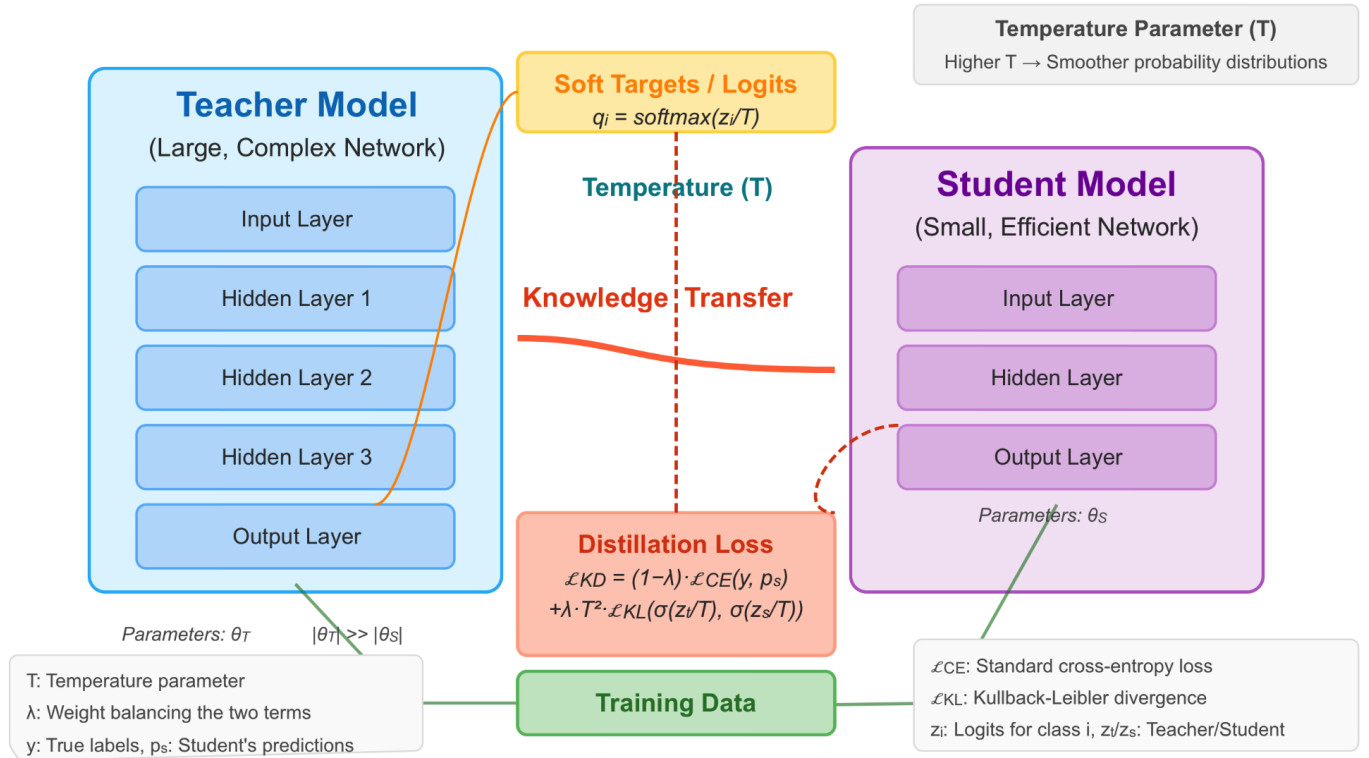 Temperature Parameter (T)
Higher T → Smoother probability distributions
Teacher Model
(Large, Complex Network)
Input Layer
Hidden Layer 1
Hidden Layer 2
Hidden Layer 3
Output Layer
Parameters: θT
|θT| >> |θS|
Soft Targets / Logits
qᵢ = softmax(zᵢ/T)
Temperature (T)
Knowledge Transfer
Student Model
(Small, Efficient Network)
Input Layer
Hidden Layer
Output Layer
Parameters: θS
Distillation Loss
ℒKD = (1−λ)·ℒCE(y, pₛ)
+λ·T²·ℒKL(σ(zₜ/T), σ(zₛ/T))
Training Data
T: Temperature parameter
λ: Weight balancing the two terms
y: True labels, pₛ: Student's predictions
ℒCE: Standard cross-entropy loss
ℒKL: Kullback-Leibler divergence
zᵢ: Logits for class i, zₜ/zₛ: Teacher/Student